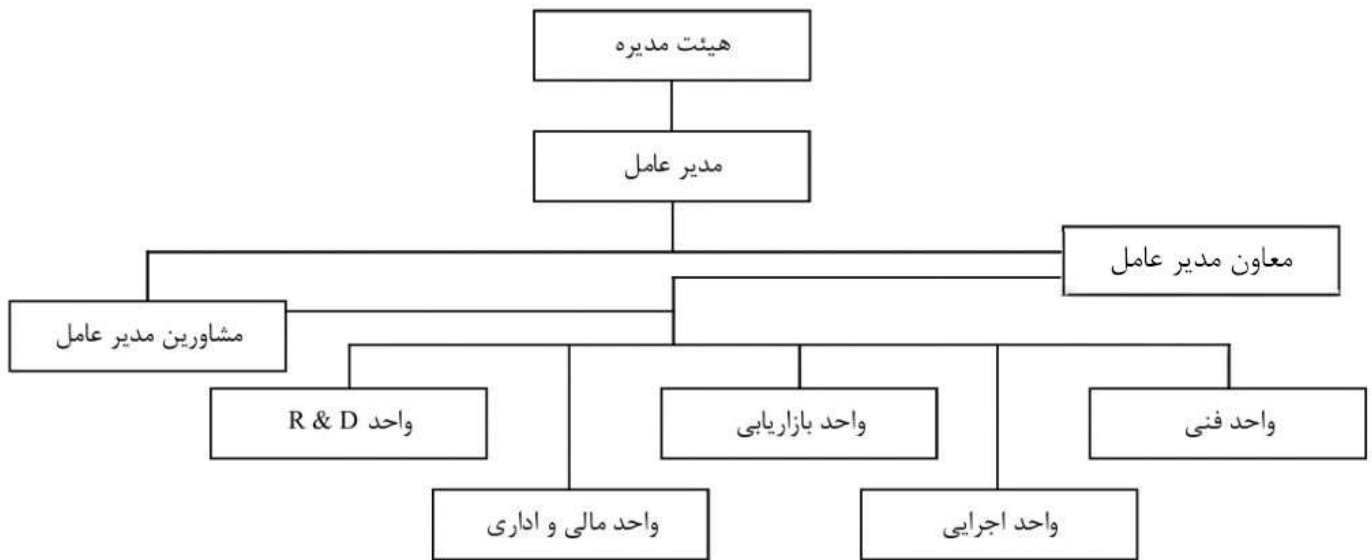 هیئت مدیره
مدیر عامل
معاون مدیر عامل
مشاورین مدیر عامل
واحد فنی
واحد بازاریابی
واحد R & D
واحد اجرایی
واحد مالی و اداری